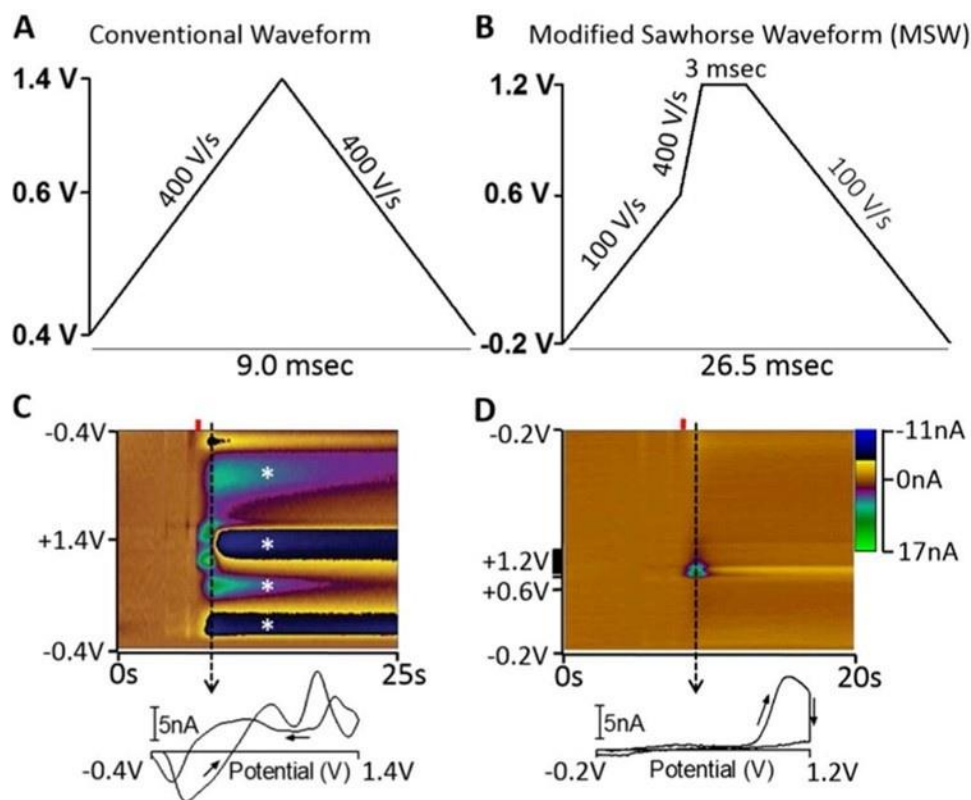 A Conventional Waveform
1.4 V
0.6 V
0.4 V
400 V/s
400 V/s
9.0 msec
B Modified Sawhorse Waveform (MSW)
3 msec
1.2 V
0.6 V
-0.2 V
100 V/s
400 V/s
100 V/s
26.5 msec
C
-0.4V
+1.4V
-0.4V
*
*
*
*
0s
25s
5nA
-0.4V
Potential (V)
1.4V
D
-0.2V
+1.2V
+0.6V
-0.2V
-11nA
0nA
17nA
0s
20s
5nA
-0.2V
Potential (V)
1.2V